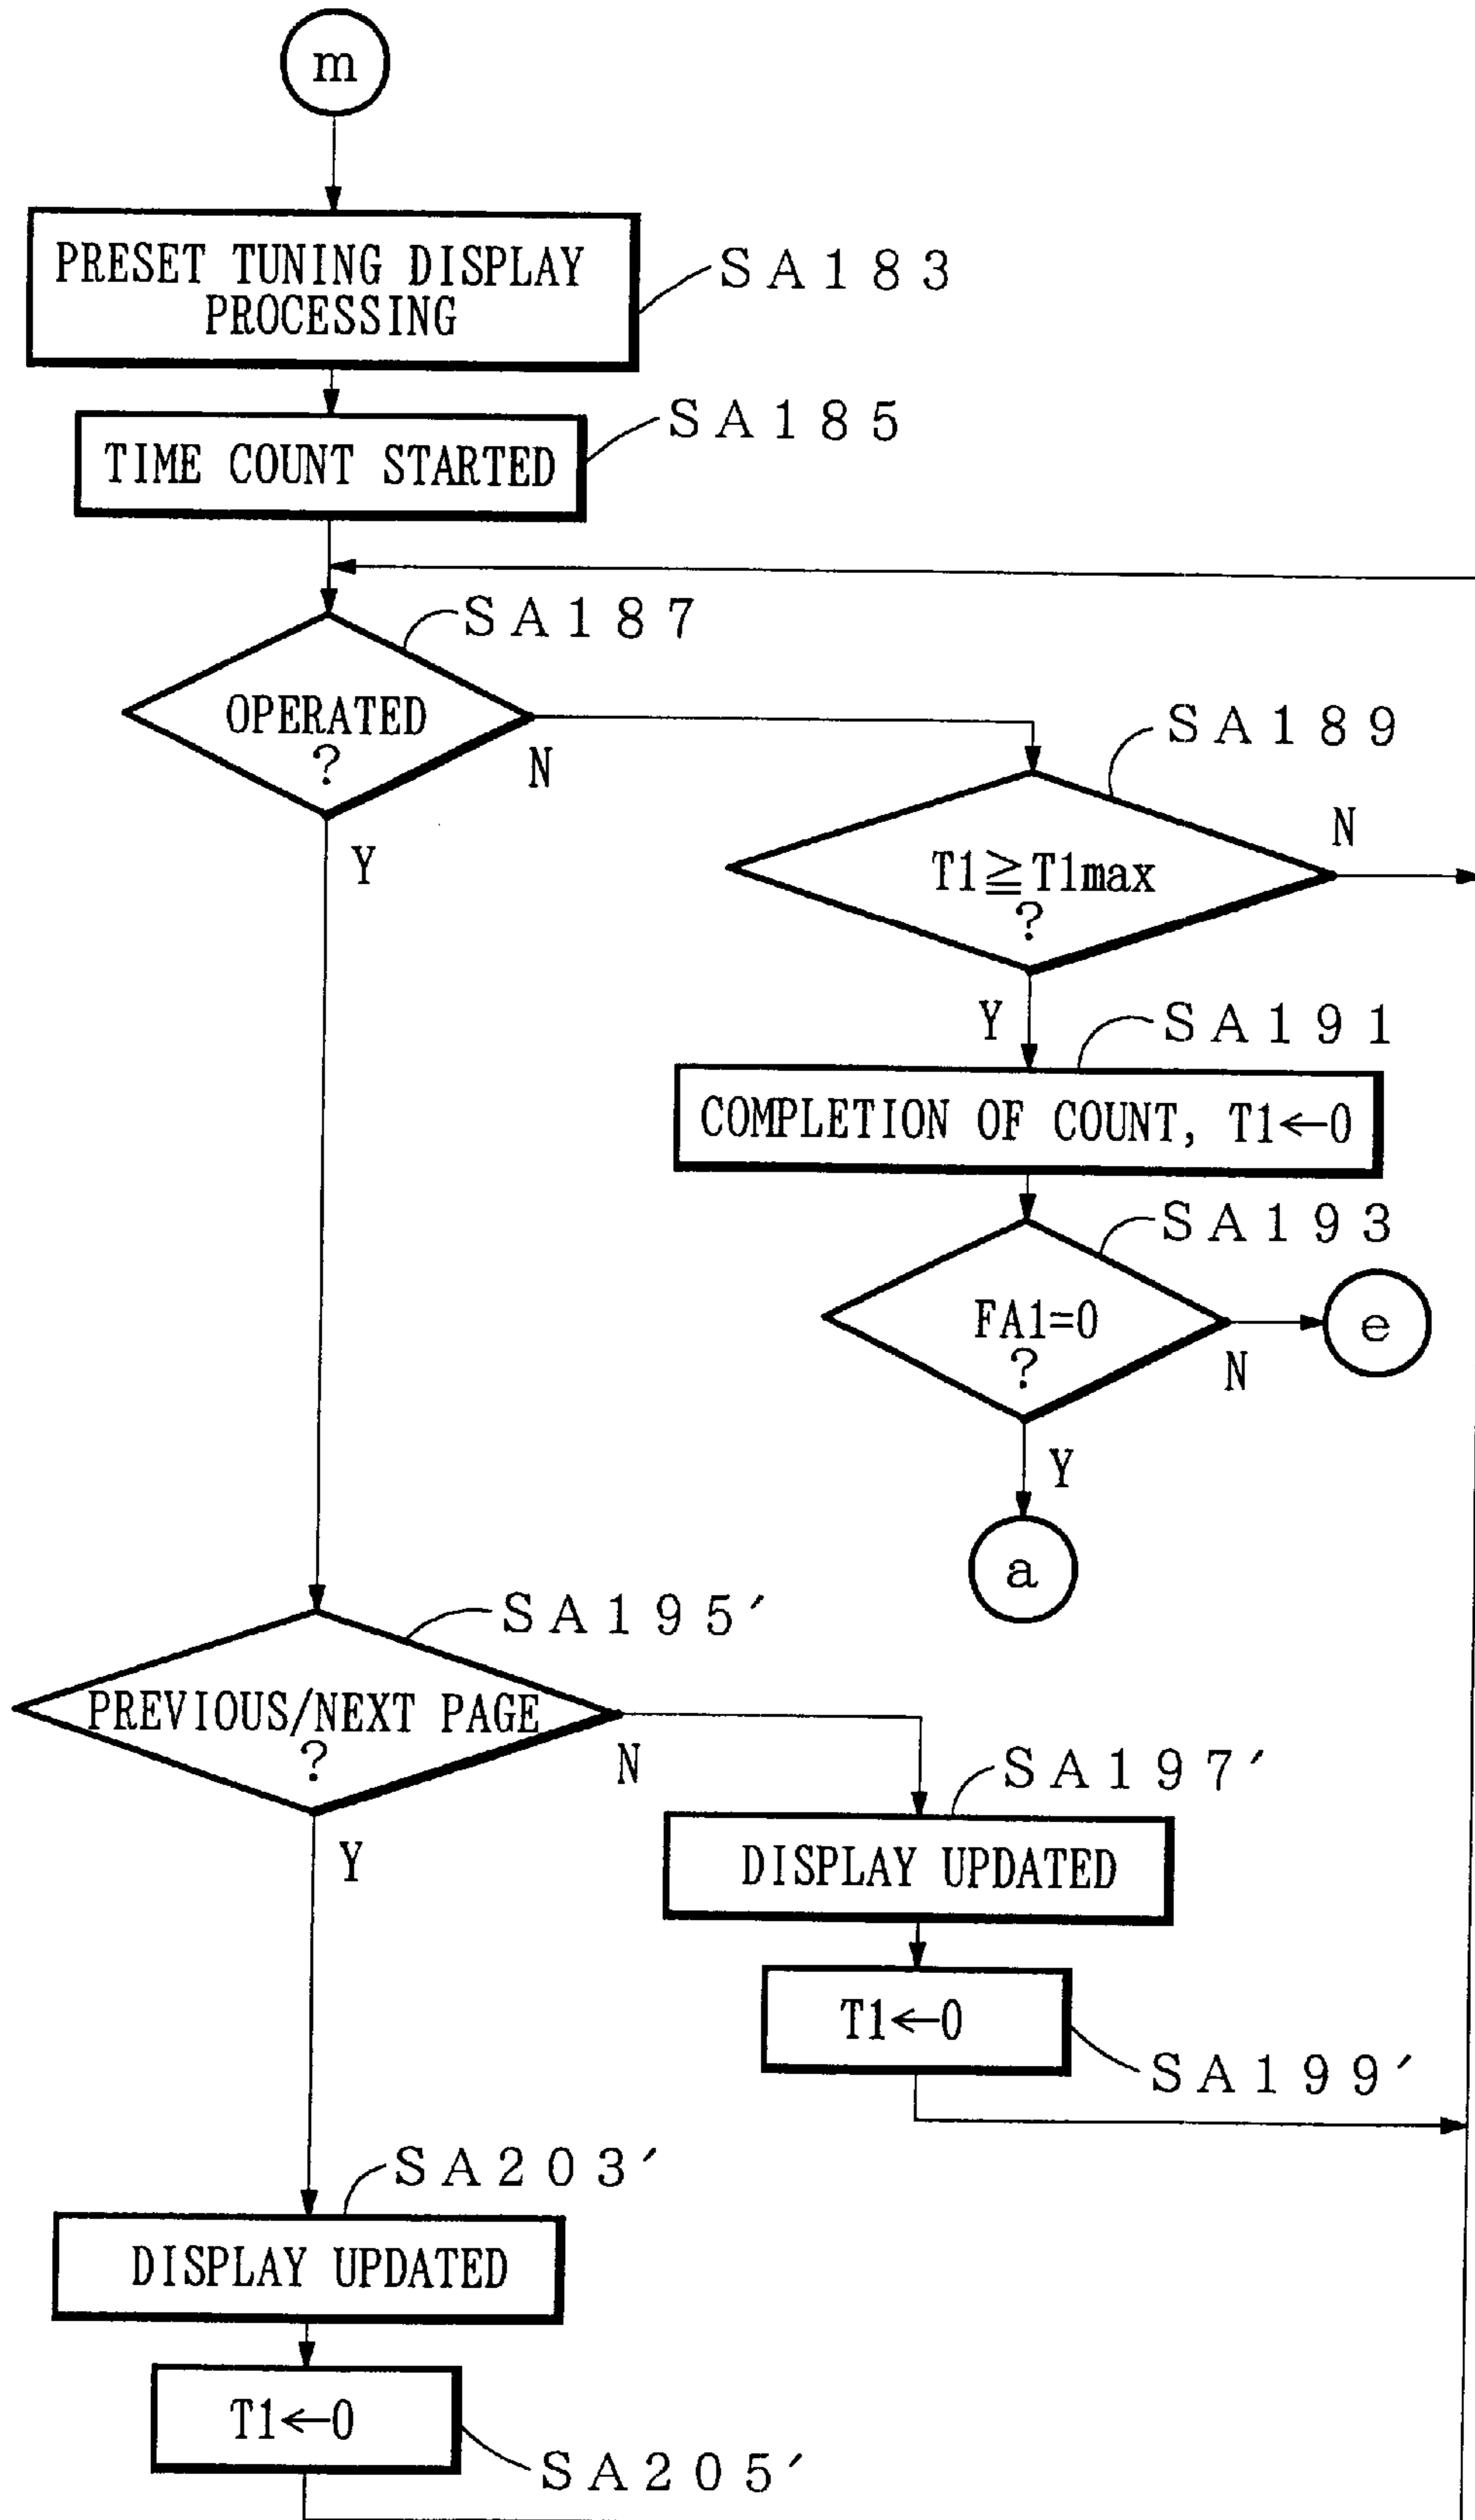 m
PRESET TUNING DISPLAY
PROCESSING
SA183
TIME COUNT STARTED
SA185
OPERATED
?
SA187
N
Y
T1≧T1max
?
SA189
N
Y
COMPLETION OF COUNT, T1←0
SA191
FA1=0
?
SA193
N
e
Y
a
PREVIOUS/NEXT PAGE
?
SA195′
N
Y
DISPLAY UPDATED
SA197′
T1←0
SA199′
DISPLAY UPDATED
SA203′
T1←0
SA205′